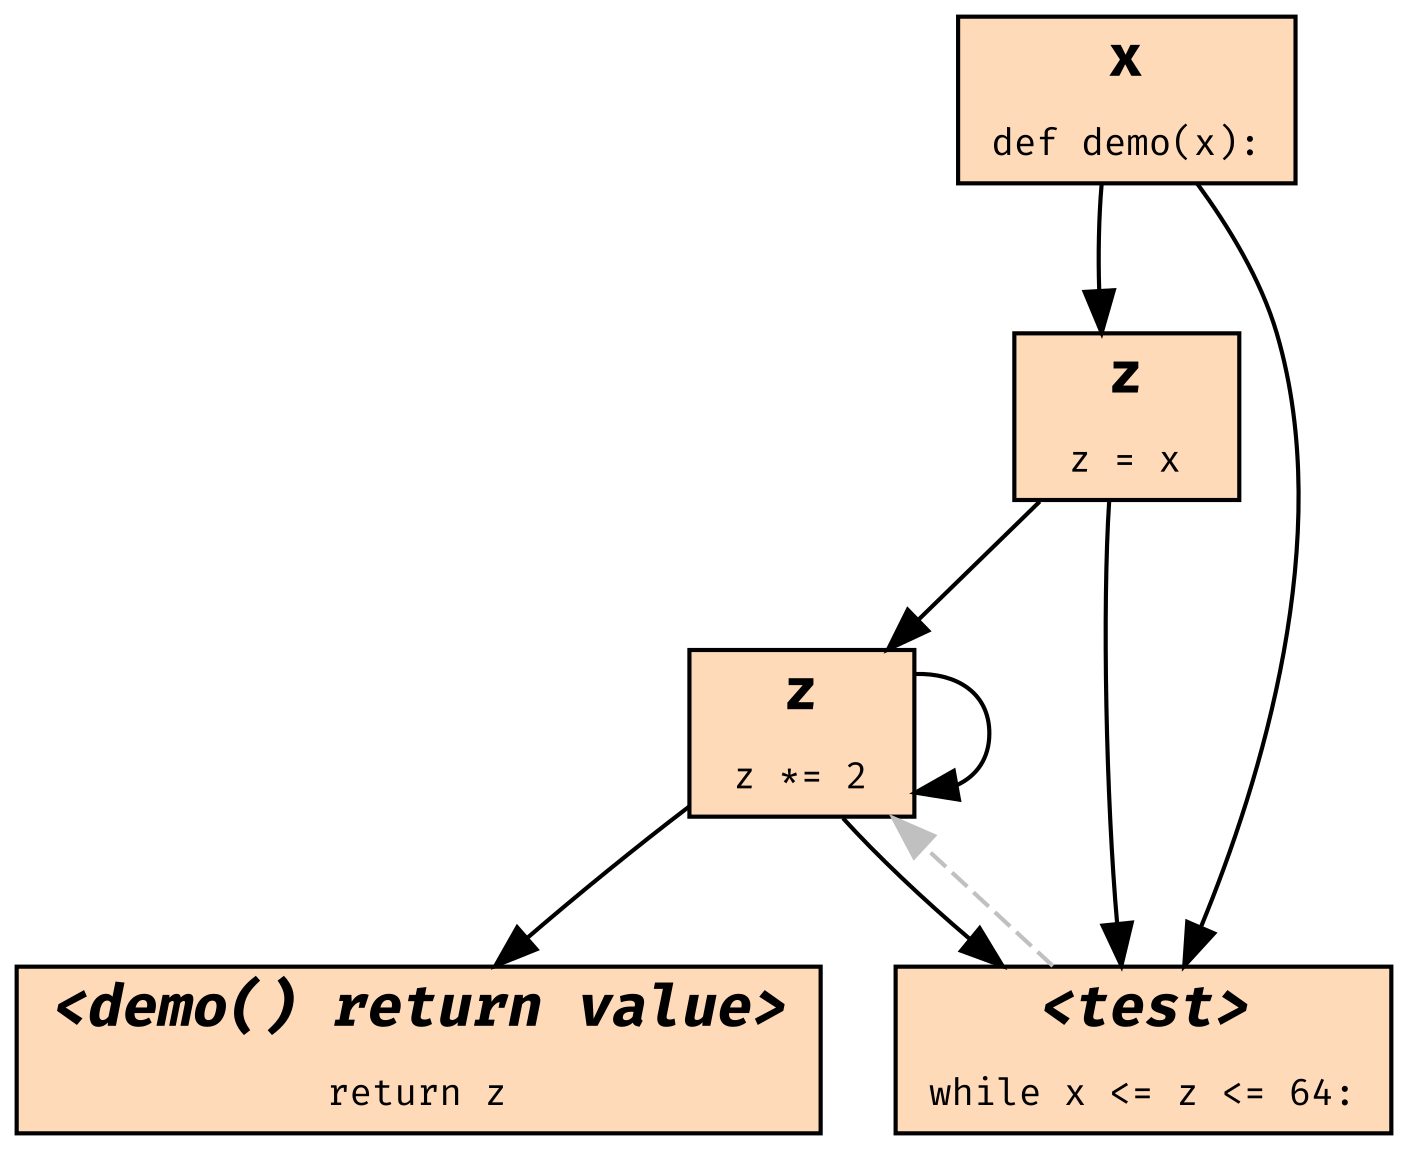 x
def demo(x):
z
z = x
z
z *= 2
<demo() return value>
return z
<test>
while x <= z <= 64: